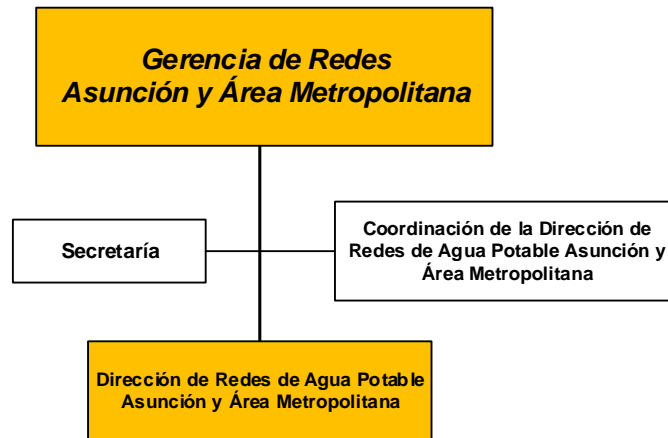 Gerencia de Redes
Asunción y Área Metropolitana
Secretaría
Coordinación de la Dirección de
Redes de Agua Potable Asunción y
Área Metropolitana
Dirección de Redes de Agua Potable
Asunción y Área Metropolitana